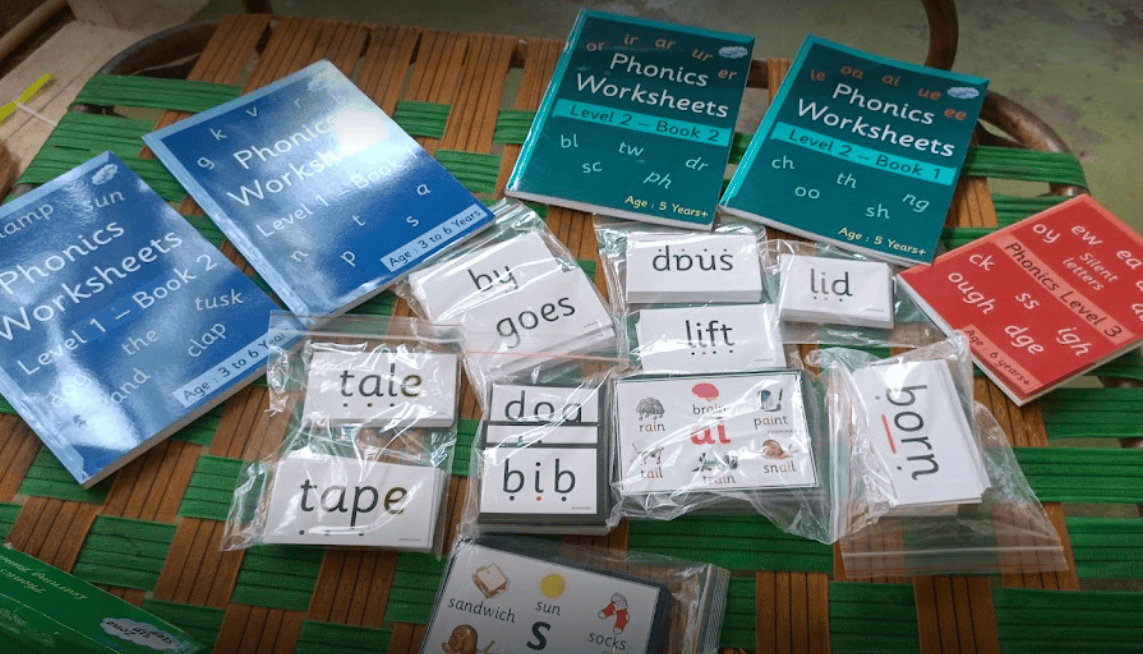 or ir ar ur er
Phonics
Worksheets
Level 2 – Book 2
bl tw dr
sc ph
Age : 5 Years+
ie oa ai ue ee
Phonics
Worksheets
Level 2 – Book 1
ch th ng
oo sh
Age : 5 Years+
g k v r b
Phonics
Worksh
Level 1 – Book 1
n p t s a
Age : 3 to 6 Years
sun
Phonics
Worksheets
Level 1 – Book 2
the tusk
and clap
Age : 3 to 6 Years
oy ew ea
ck Silent
letters
Phonics Level 3
ough ss igh
dge
Age : 6 years+
by
goes
snap
lid
lift
tale
tape
dog
bib
rain brain paint
ai
tail train snail
born
sandwich sun socks
s